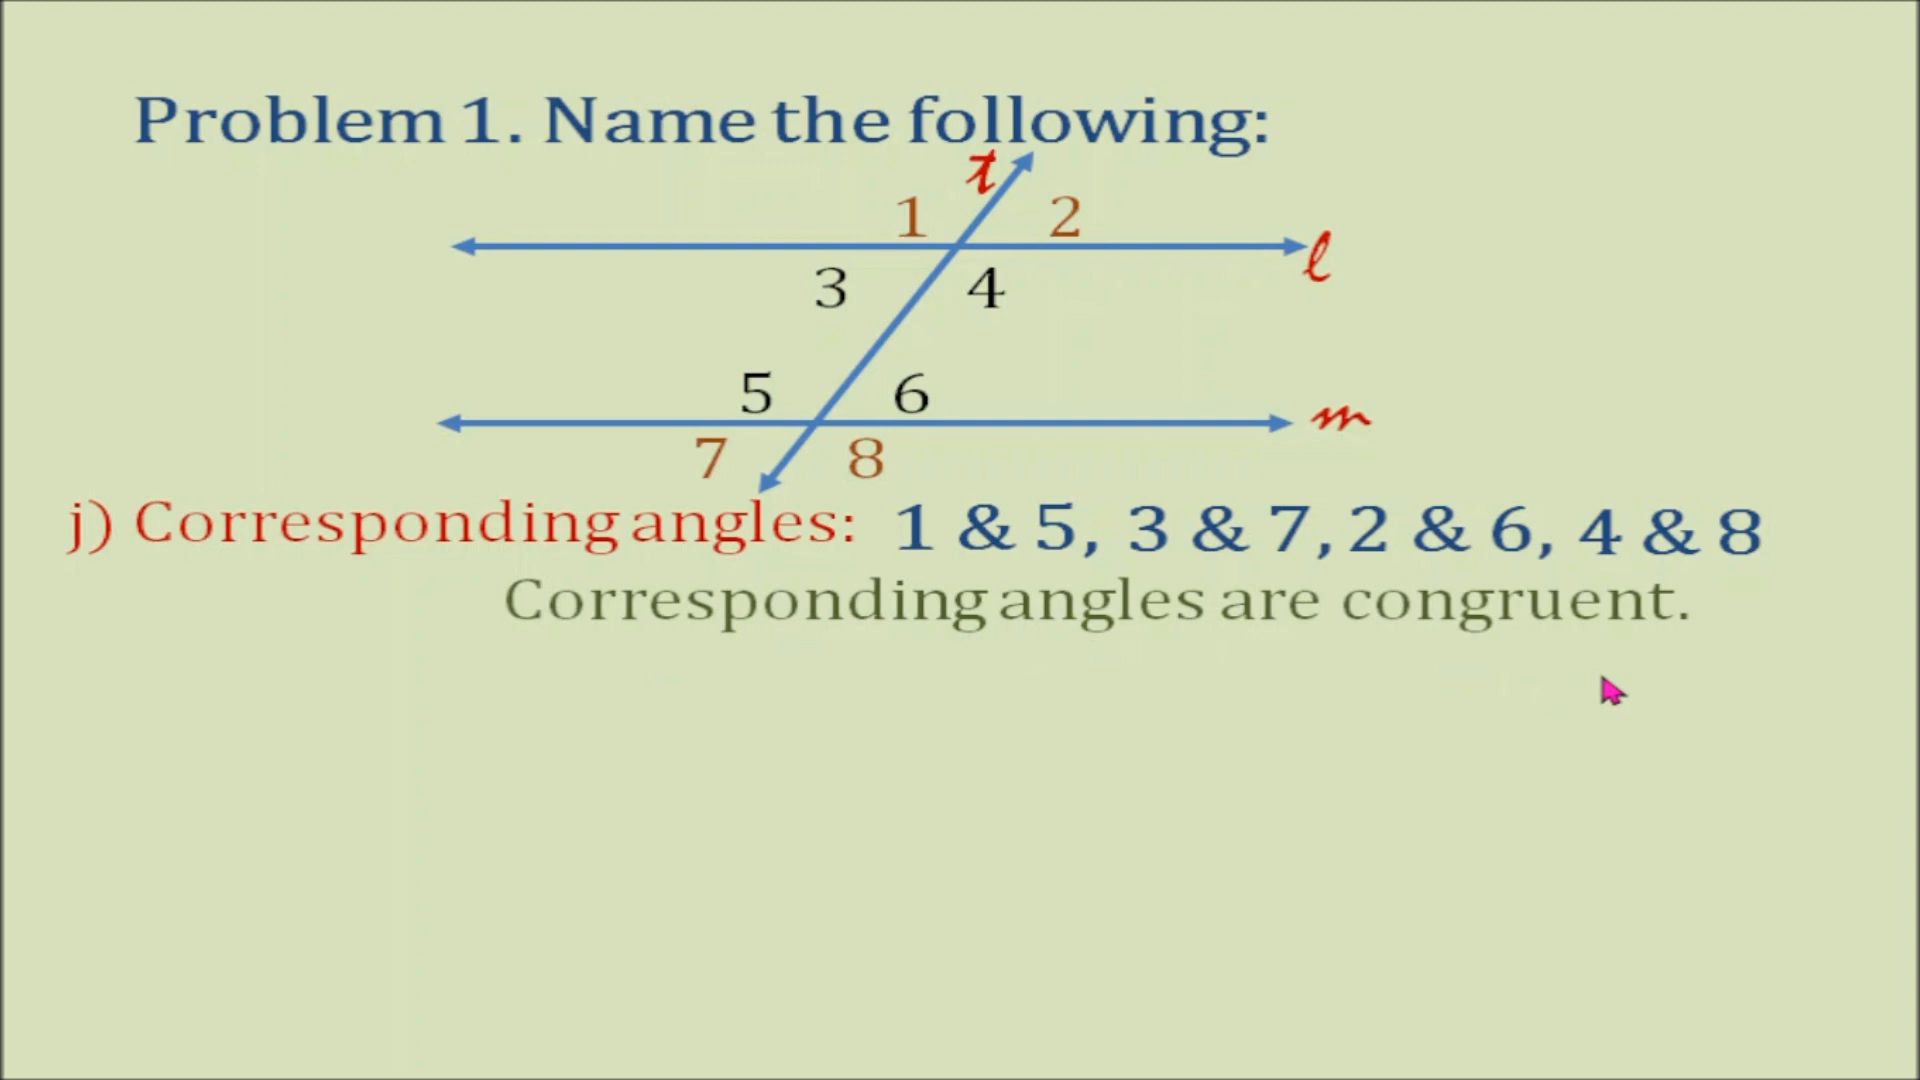 Problem 1. Name the following:
t
1 2
l
3 4
5 6
m
7 8
j) Corresponding angles: 1 & 5, 3 & 7, 2 & 6, 4 & 8
Corresponding angles are congruent.